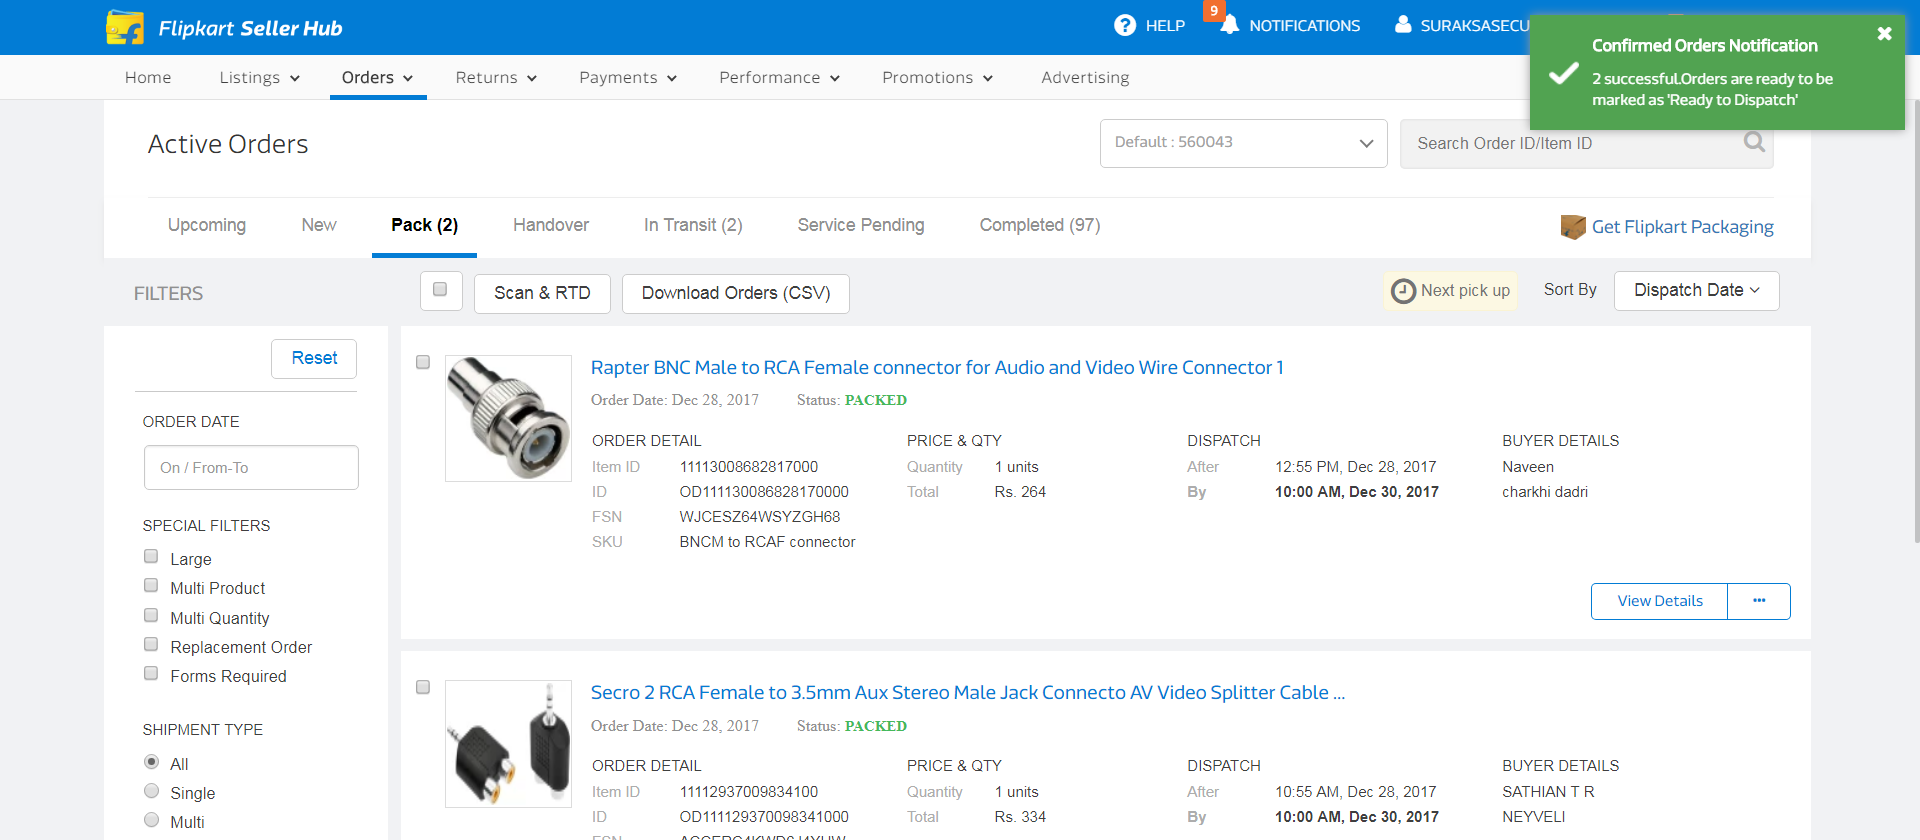 Flipkart Seller Hub
HELP
9
NOTIFICATIONS
SURAKSASECU
Confirmed Orders Notification
2 successful.Orders are ready to be
marked as 'Ready to Dispatch'
Home
Listings
Orders
Returns
Payments
Performance
Promotions
Advertising
Active Orders
Default : 560043
Search Order ID/Item ID
Upcoming
New
Pack (2)
Handover
In Transit (2)
Service Pending
Completed (97)
Get Flipkart Packaging
FILTERS
Scan & RTD
Download Orders (CSV)
Next pick up
Sort By
Dispatch Date
Reset
ORDER DATE
On / From-To
SPECIAL FILTERS
Large
Multi Product
Multi Quantity
Replacement Order
Forms Required
SHIPMENT TYPE
All
Single
Multi
Rapter BNC Male to RCA Female connector for Audio and Video Wire Connector 1
Order Date: Dec 28, 2017 Status: PACKED
ORDER DETAIL
Item ID 11113008682817000
ID OD111130086828170000
FSN WJCESZ64WSYZGH68
SKU BNCM to RCAF connector
PRICE & QTY
Quantity 1 units
Total Rs. 264
DISPATCH
After 12:55 PM, Dec 28, 2017
By 10:00 AM, Dec 30, 2017
BUYER DETAILS
Naveen
charkhi dadri
View Details
...
Secro 2 RCA Female to 3.5mm Aux Stereo Male Jack Connecto AV Video Splitter Cable ...
Order Date: Dec 28, 2017 Status: PACKED
ORDER DETAIL
Item ID 11112937009834100
ID OD111129370098341000
PRICE & QTY
Quantity 1 units
Total Rs. 334
DISPATCH
After 10:55 AM, Dec 28, 2017
By 10:00 AM, Dec 30, 2017
BUYER DETAILS
SATHIAN T R
NEYVELI